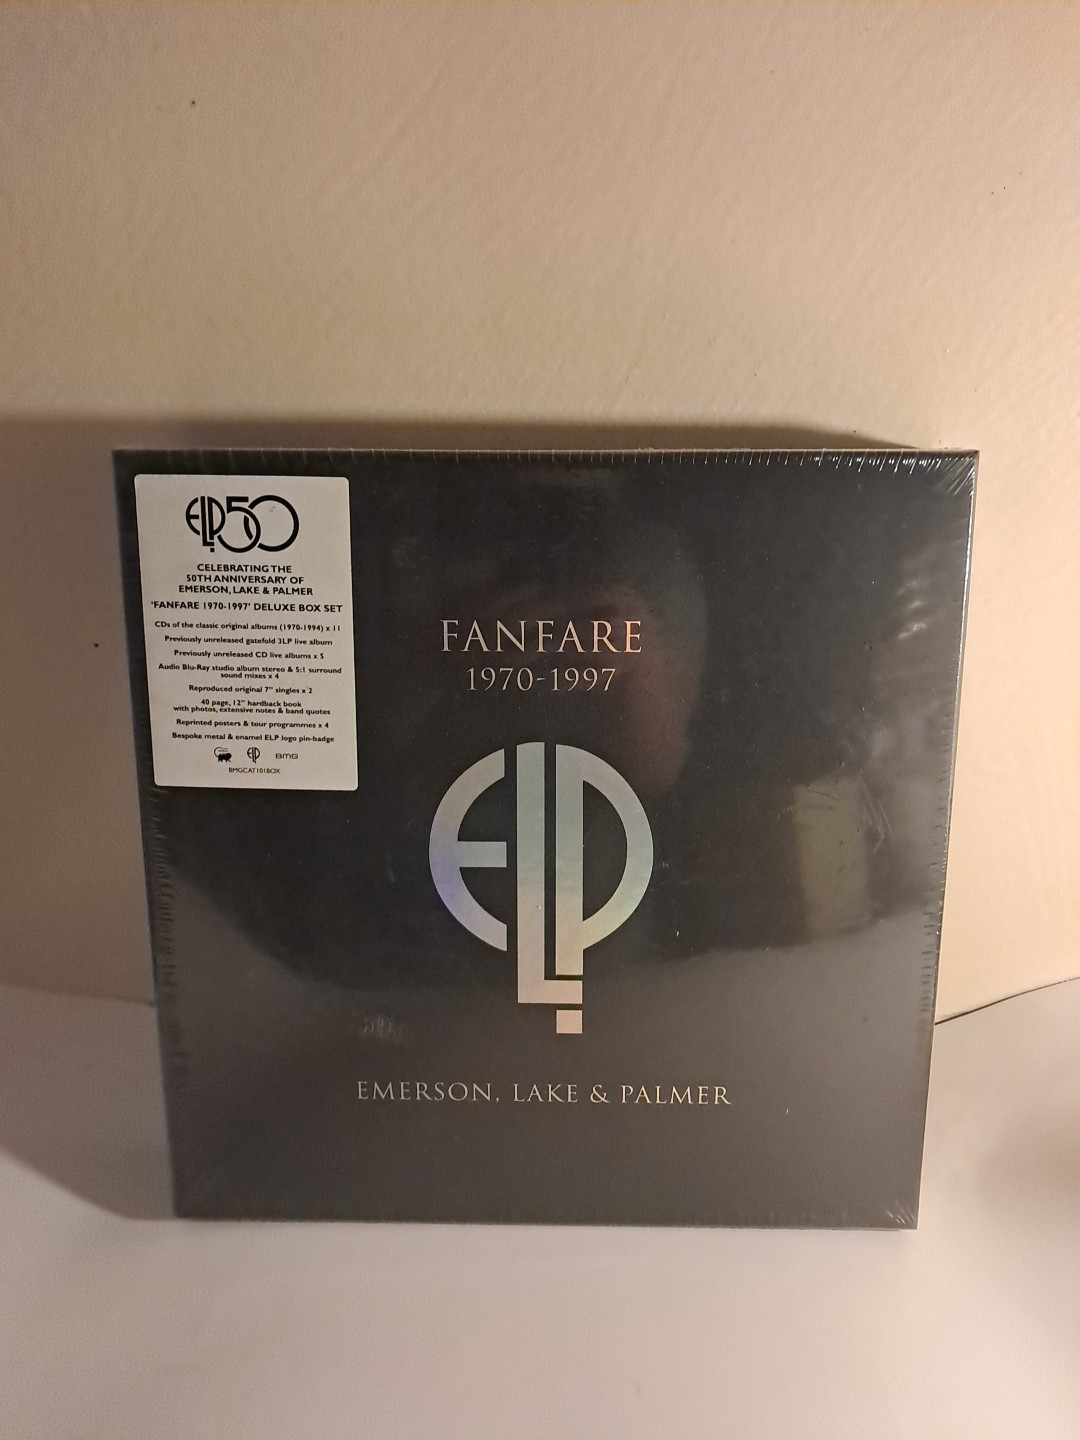 ELP50
CELEBRATING THE
50TH ANNIVERSARY OF
EMERSON, LAKE & PALMER
'FANFARE 1970-1997' DELUXE BOX SET
CDs of the classic original albums (1970-1994) x 11
Previously unreleased gatefold 3LP live album
Previously unreleased CD live albums x 5
Audio Blu-Ray studio album stereo & 5:1 surround
sound mixes x 4
Reproduced original 7" singles x 2
40 page, 12" hardback book
with photos, extensive notes & band quotes
Reprinted posters & tour programmes x 4
Bespoke metal & enamel ELP logo pin-badge
ELP BMG
BMGCAT101BOX
FANFARE
1970-1997
ELP
EMERSON, LAKE & PALMER